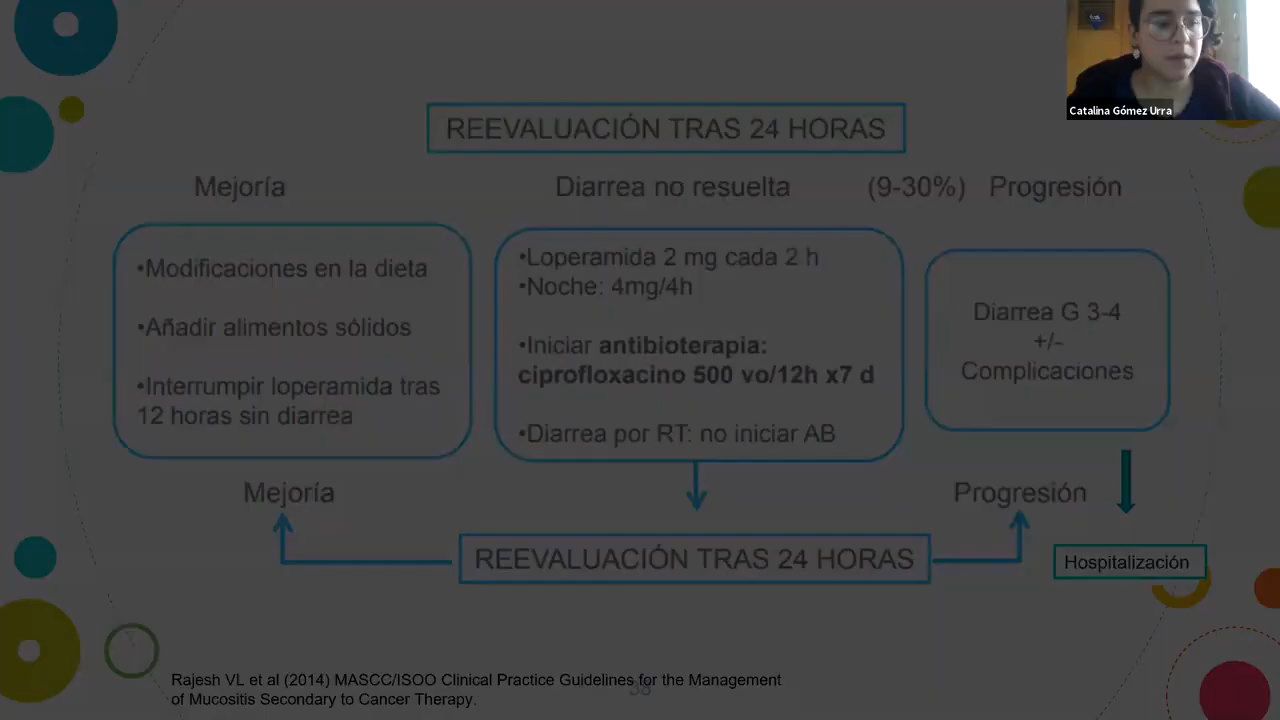 Catalina Gómez Urra
REEVALUACIÓN TRAS 24 HORAS
Mejoría
Diarrea no resuelta
(9-30%)
Progresión
•Modificaciones en la dieta
•Añadir alimentos sólidos
•Interrumpir loperamida tras
12 horas sin diarrea
•Loperamida 2 mg cada 2 h
•Noche: 4mg/4h
•Iniciar antibioterapia:
ciprofloxacino 500 vo/12h x7 d
•Diarrea por RT: no iniciar AB
Diarrea G 3-4
+/-
Complicaciones
Mejoría
Progresión
REEVALUACIÓN TRAS 24 HORAS
Hospitalización
Rajesh VL et al (2014) MASCC/ISOO Clinical Practice Guidelines for the Management
of Mucositis Secondary to Cancer Therapy.
38